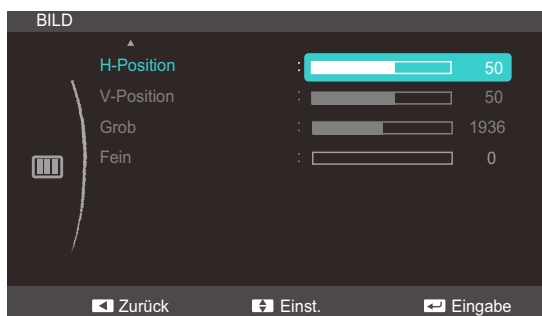 BILD
H-Position : 50
V-Position : 50
Grob : 1936
Fein : 0
Zurück Einst. Eingabe